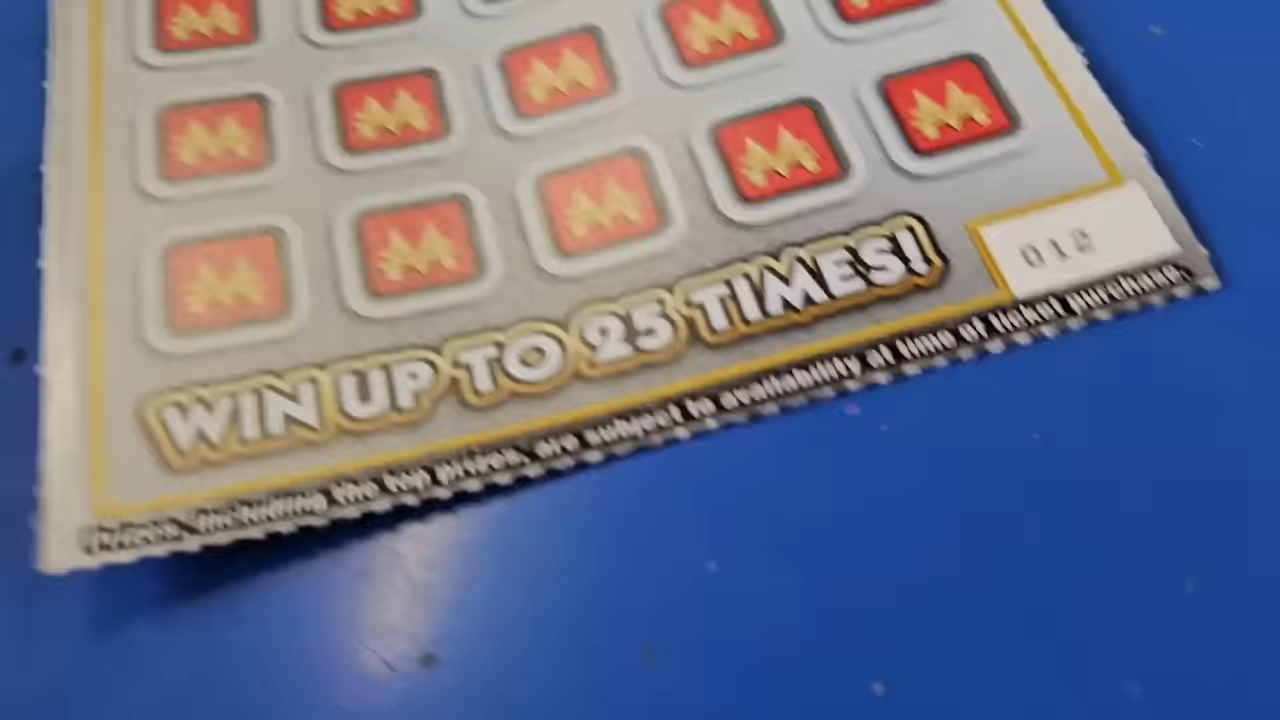 M M
M M M M M
M M M M M
012
WIN UP TO 25 TIMES!
Prizes, including the top prizes, are subject to availability at time of ticket purchase.